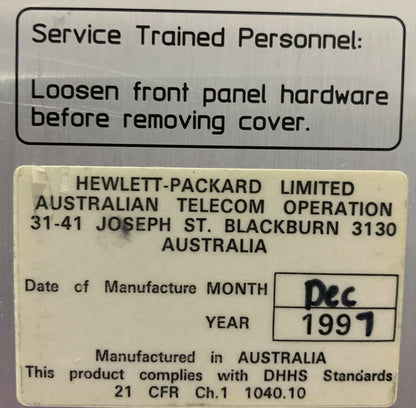 Service Trained Personnel:
Loosen front panel hardware
before removing cover.
HEWLETT-PACKARD LIMITED
AUSTRALIAN TELECOM OPERATION
31-41 JOSEPH ST. BLACKBURN 3130
AUSTRALIA
Date of Manufacture MONTH Dec
YEAR 1997
Manufactured in AUSTRALIA
This product complies with DHHS Standards
21 CFR Ch.1 1040.10